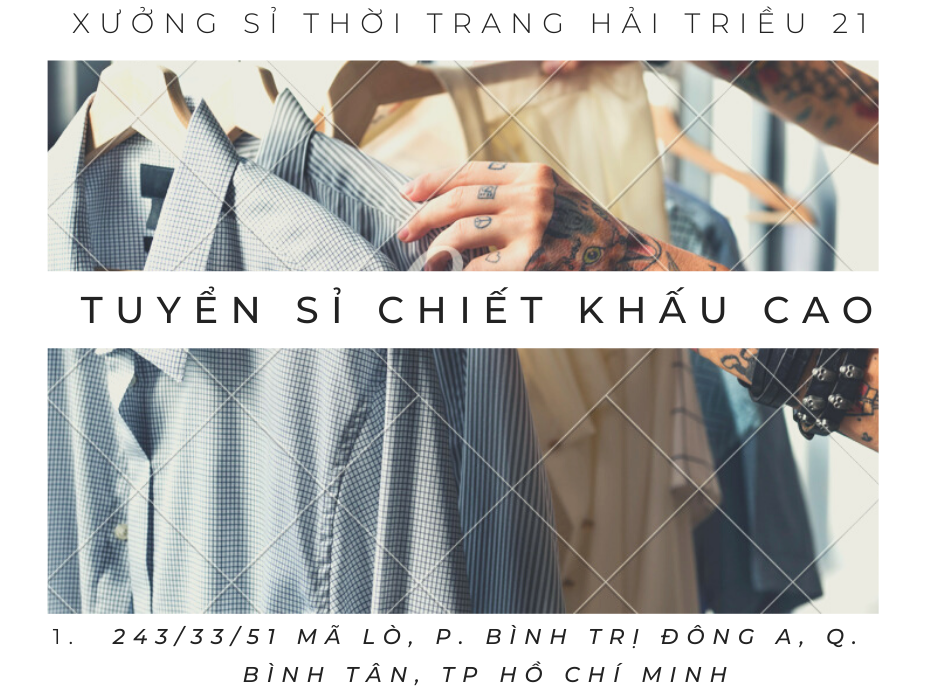 XƯỞNG SỈ THỜI TRANG HẢI TRIỀU 21
TUYỂN SỈ CHIẾT KHẤU CAO
1. 243/33/51 MÃ LÒ, P. BÌNH TRỊ ĐÔNG A, Q.
BÌNH TÂN, TP HỒ CHÍ MINH